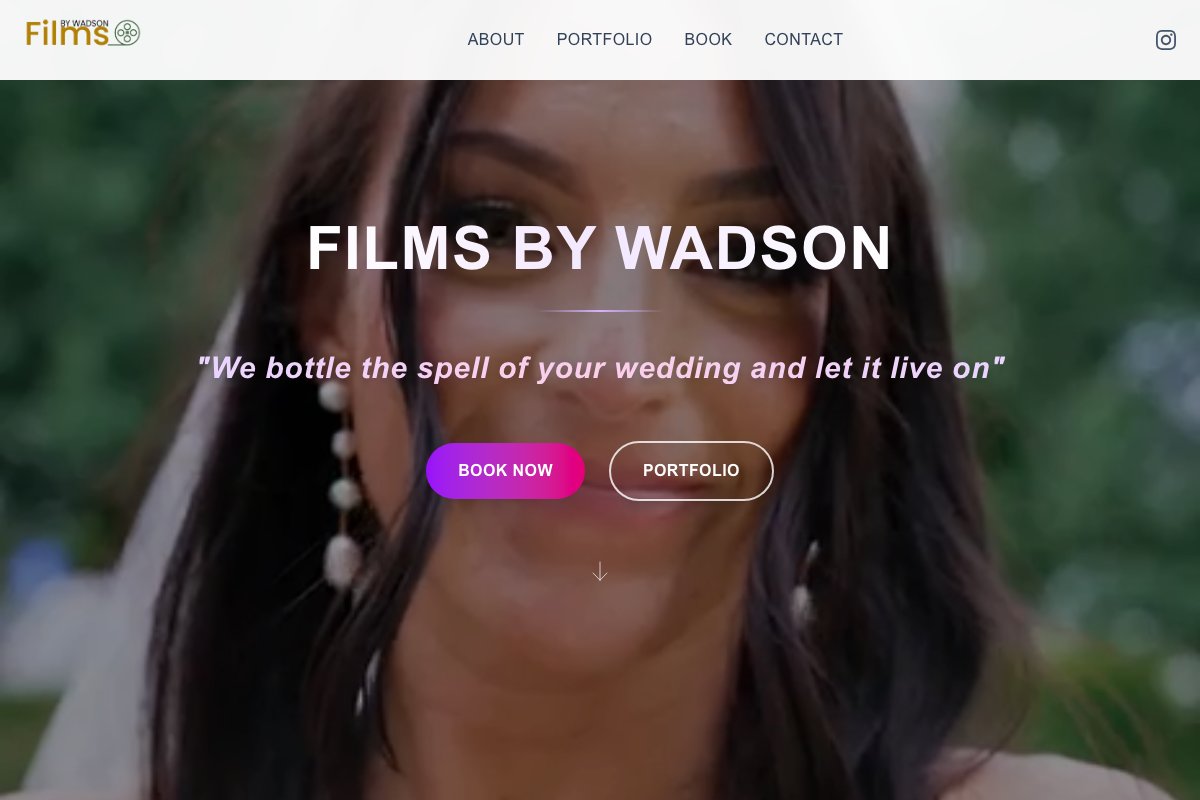 BY WADSON
Films
ABOUT PORTFOLIO BOOK CONTACT
FILMS BY WADSON
"We bottle the spell of your wedding and let it live on"
BOOK NOW PORTFOLIO